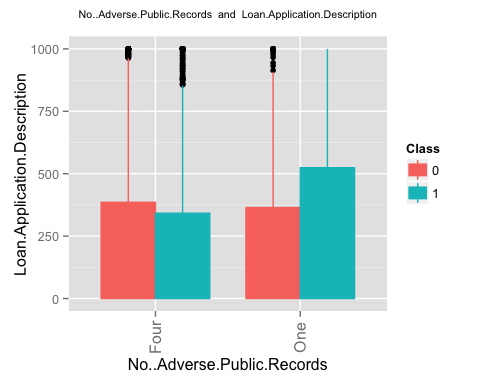 No..Adverse.Public.Records and Loan.Application.Description
1000
750
500
250
0
Loan.Application.Description
Four
One
No..Adverse.Public.Records
Class
0
1